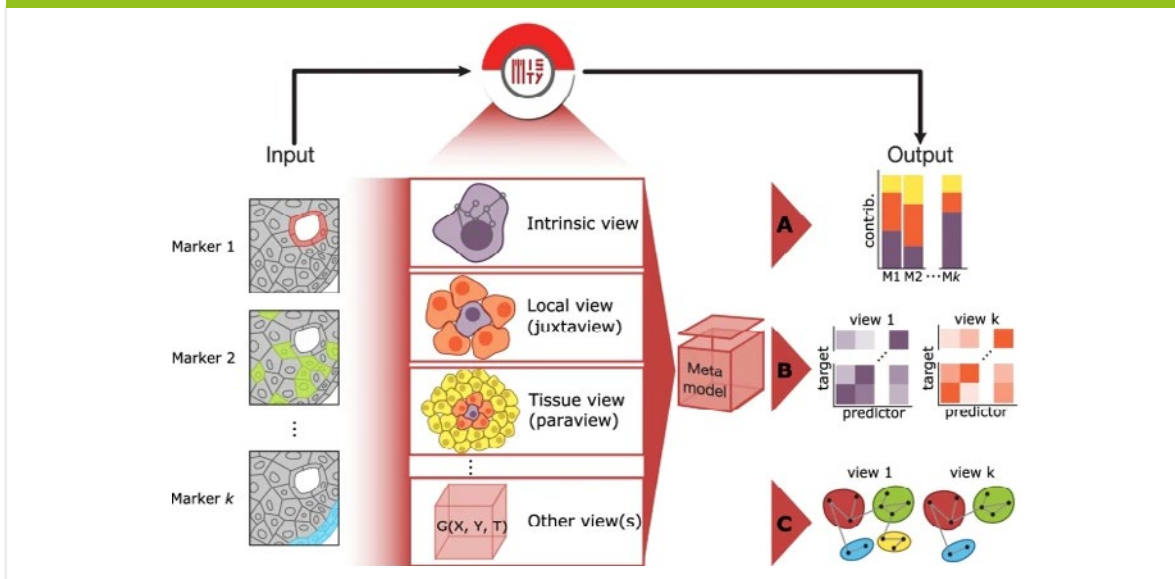 MISTY
Input
Output
Marker 1
Marker 2
⋮
Marker k
Intrinsic view
Local view
(juxtaview)
Tissue view
(paraview)
⋮
G(X, Y, T)
Other view(s)
Meta
model
A
contrib.
M1 M2 ⋯Mk
B
view 1
target
predictor
view k
target
predictor
C
view 1
view k